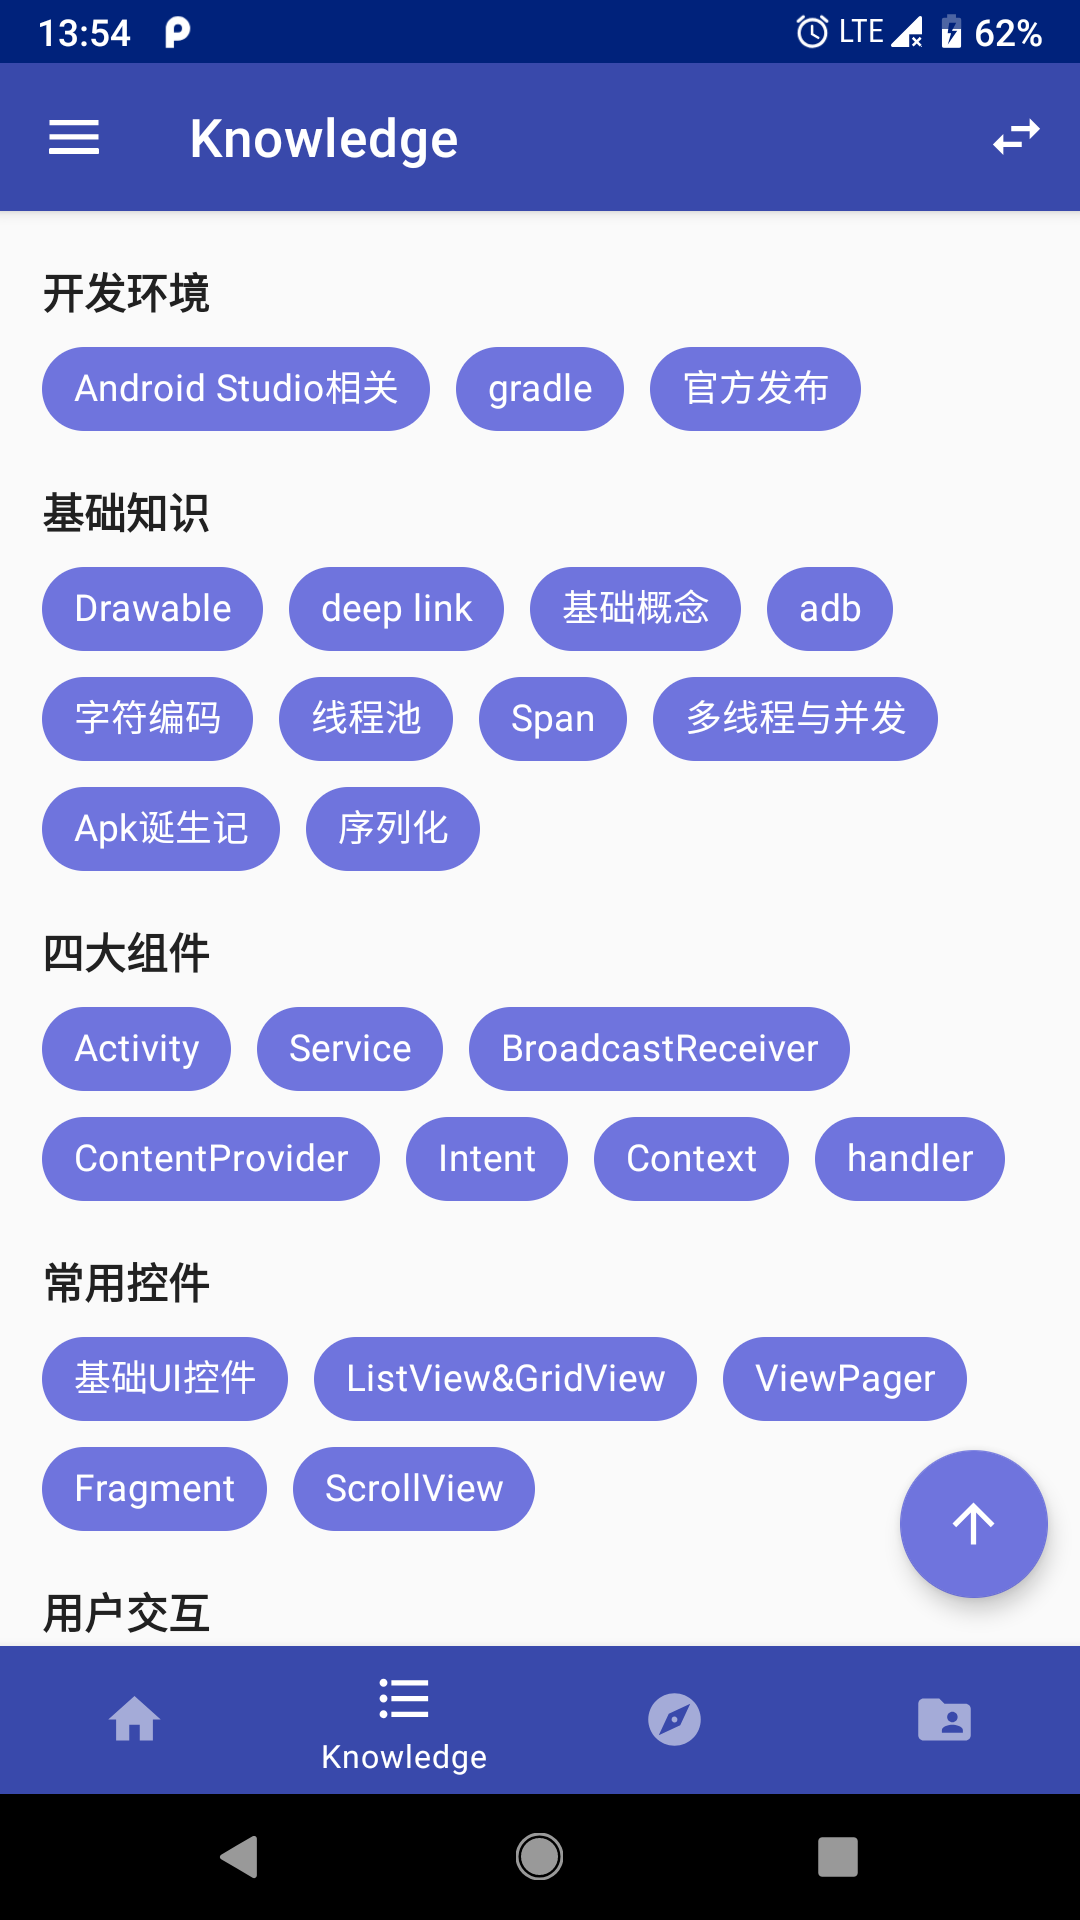 13:54 LTE 62%
Knowledge
开发环境
Android Studio相关 gradle 官方发布
基础知识
Drawable deep link 基础概念 adb
字符编码 线程池 Span 多线程与并发
Apk诞生记 序列化
四大组件
Activity Service BroadcastReceiver
ContentProvider Intent Context handler
常用控件
基础UI控件 ListView&GridView ViewPager
Fragment ScrollView
用户交互
Knowledge